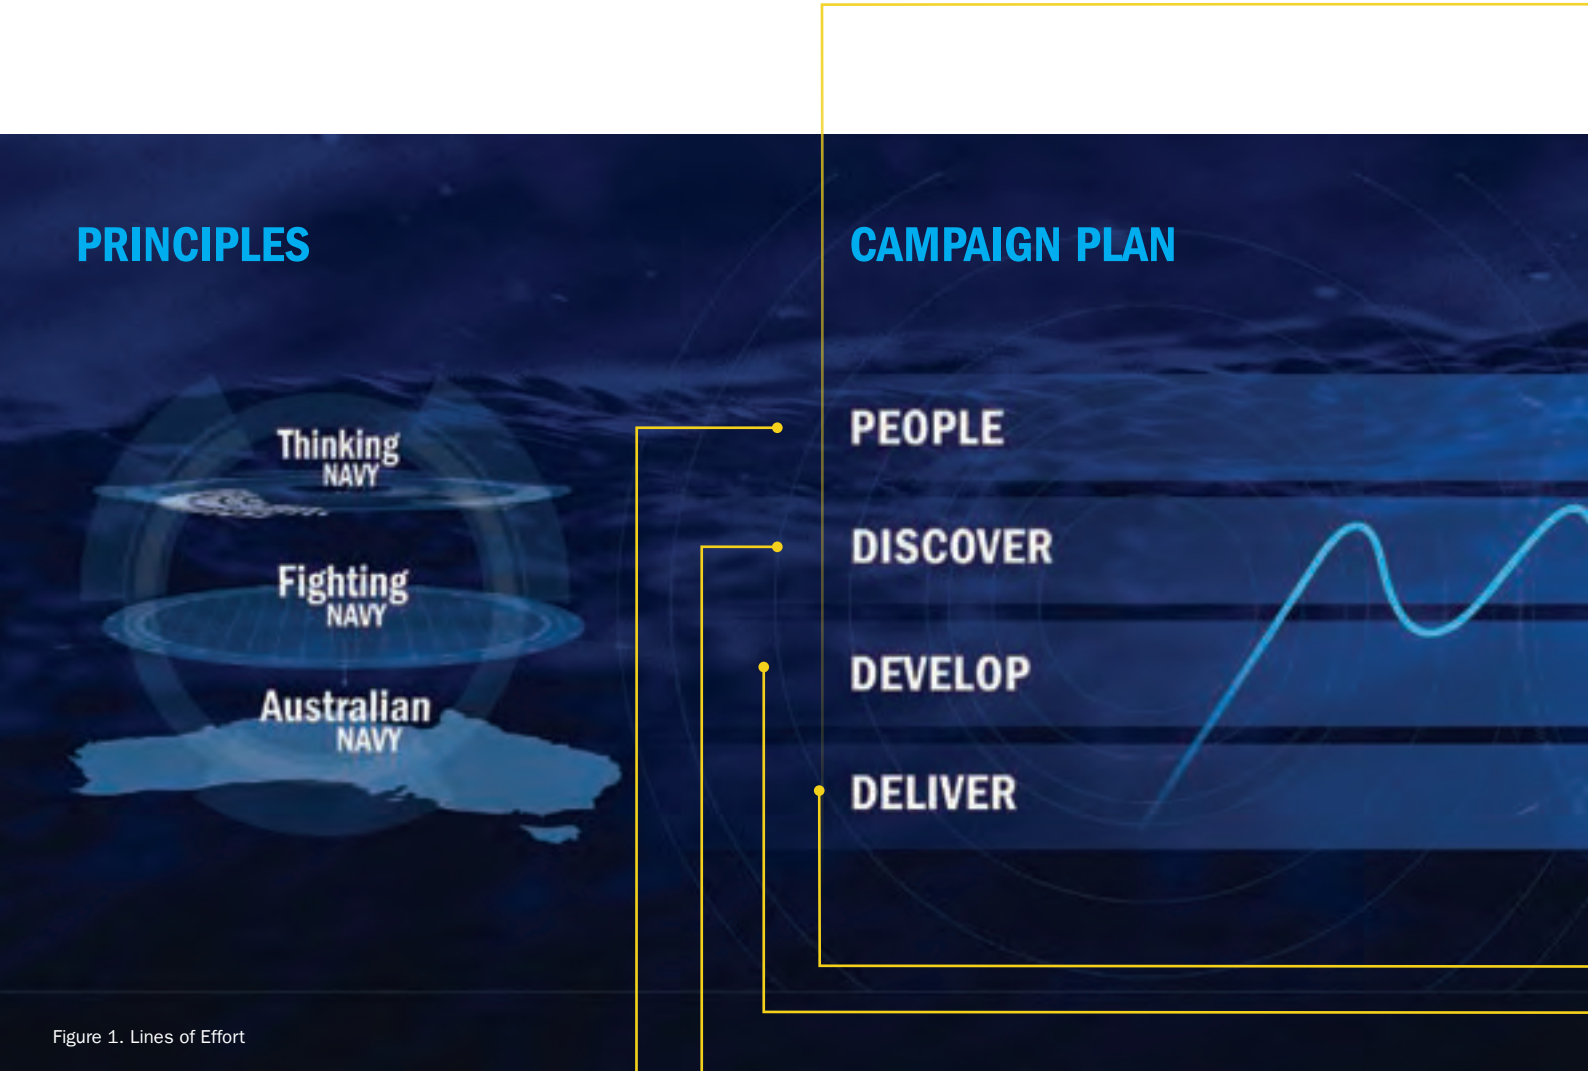 PRINCIPLES
Thinking
NAVY
Fighting
NAVY
Australian
NAVY
CAMPAIGN PLAN
PEOPLE
DISCOVER
DEVELOP
DELIVER
Figure 1. Lines of Effort